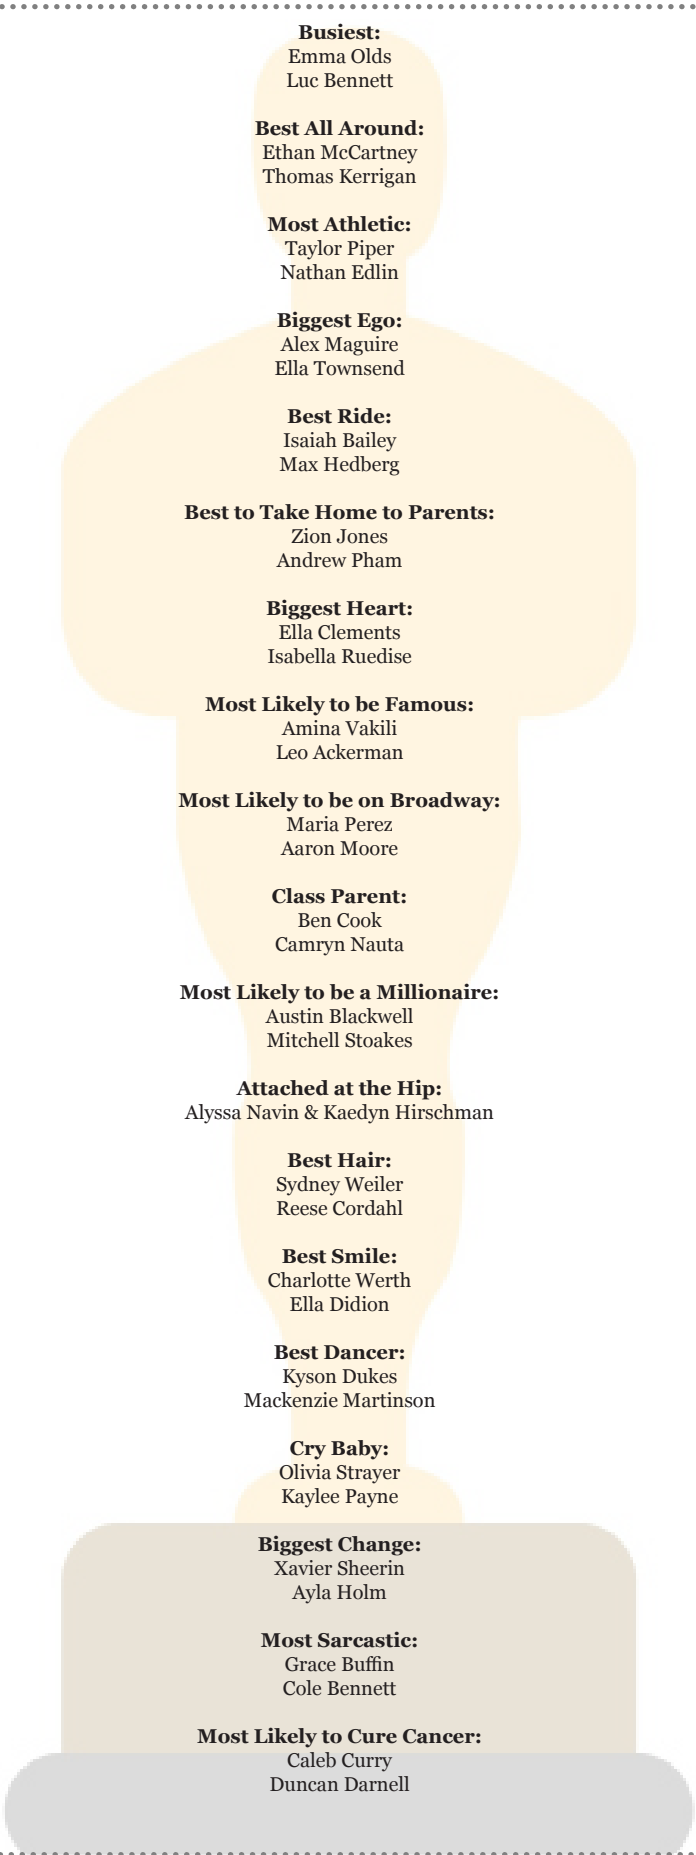 Busiest:
Emma Olds
Luc Bennett
Best All Around:
Ethan McCartney
Thomas Kerrigan
Most Athletic:
Taylor Piper
Nathan Edlin
Biggest Ego:
Alex Maguire
Ella Townsend
Best Ride:
Isaiah Bailey
Max Hedberg
Best to Take Home to Parents:
Zion Jones
Andrew Pham
Biggest Heart:
Ella Clements
Isabella Ruedise
Most Likely to be Famous:
Amina Vakili
Leo Ackerman
Most Likely to be on Broadway:
Maria Perez
Aaron Moore
Class Parent:
Ben Cook
Camryn Nauta
Most Likely to be a Millionaire:
Austin Blackwell
Mitchell Stoakes
Attached at the Hip:
Alyssa Navin & Kaedyn Hirschman
Best Hair:
Sydney Weiler
Reese Cordahl
Best Smile:
Charlotte Werth
Ella Didion
Best Dancer:
Kyson Dukes
Mackenzie Martinson
Cry Baby:
Olivia Strayer
Kaylee Payne
Biggest Change:
Xavier Sheerin
Ayla Holm
Most Sarcastic:
Grace Buffin
Cole Bennett
Most Likely to Cure Cancer:
Caleb Curry
Duncan Darnell